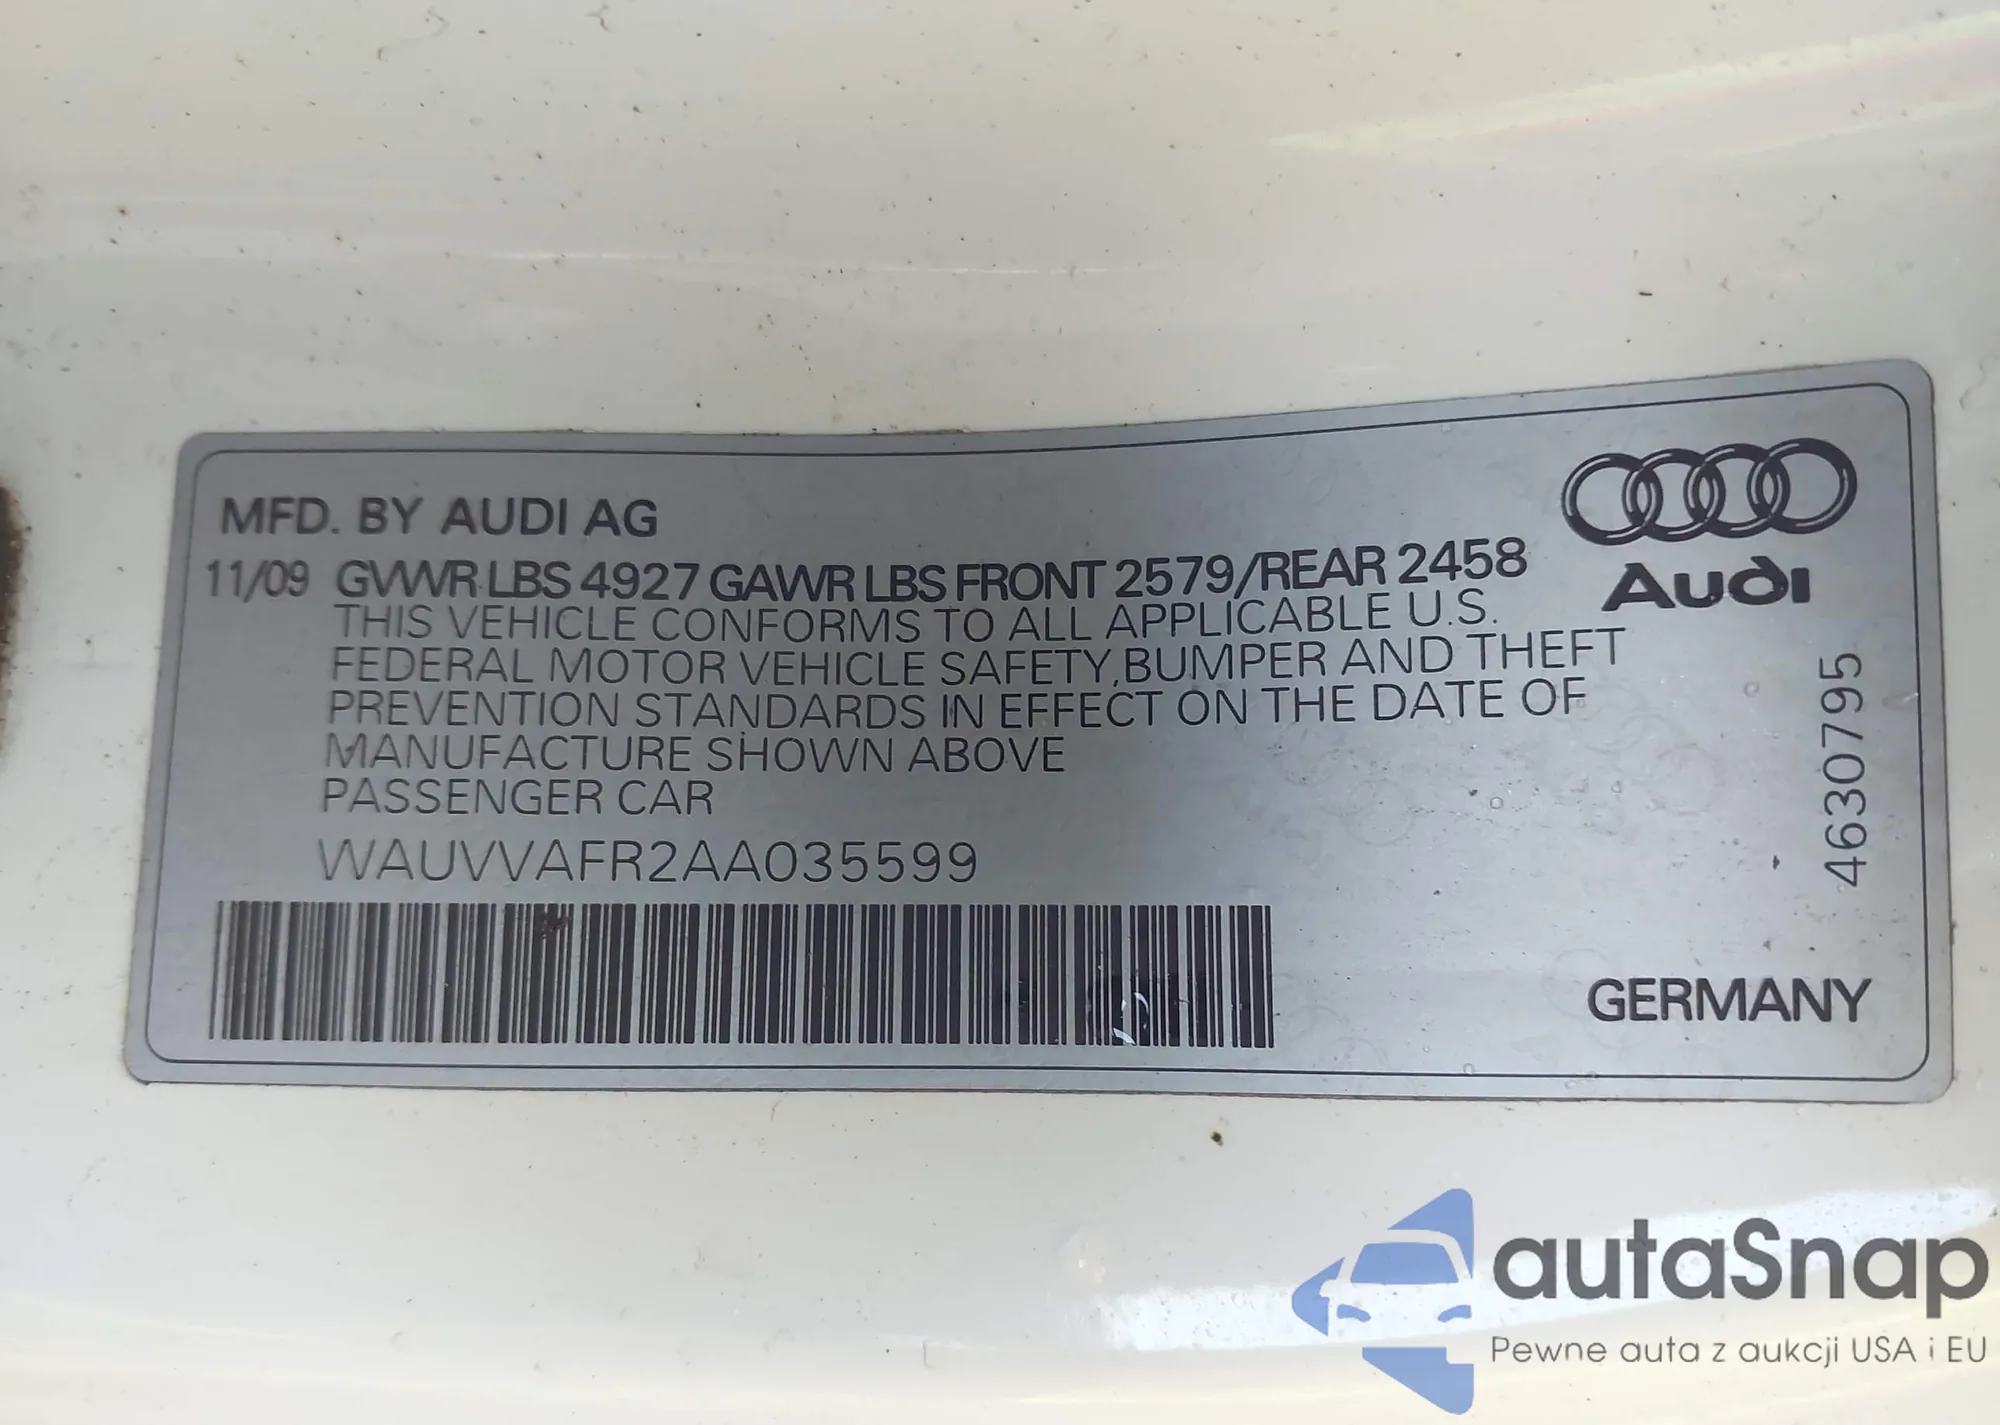 MFD. BY AUDI AG
11/09 GVWR LBS 4927 GAWR LBS FRONT 2579/REAR 2458
THIS VEHICLE CONFORMS TO ALL APPLICABLE U.S.
FEDERAL MOTOR VEHICLE SAFETY, BUMPER AND THEFT
PREVENTION STANDARDS IN EFFECT ON THE DATE OF
MANUFACTURE SHOWN ABOVE
PASSENGER CAR
WAUVVAFR2AA035599
Audi
4630795
GERMANY
autaSnap
Pewne auta z aukcji USA i EU